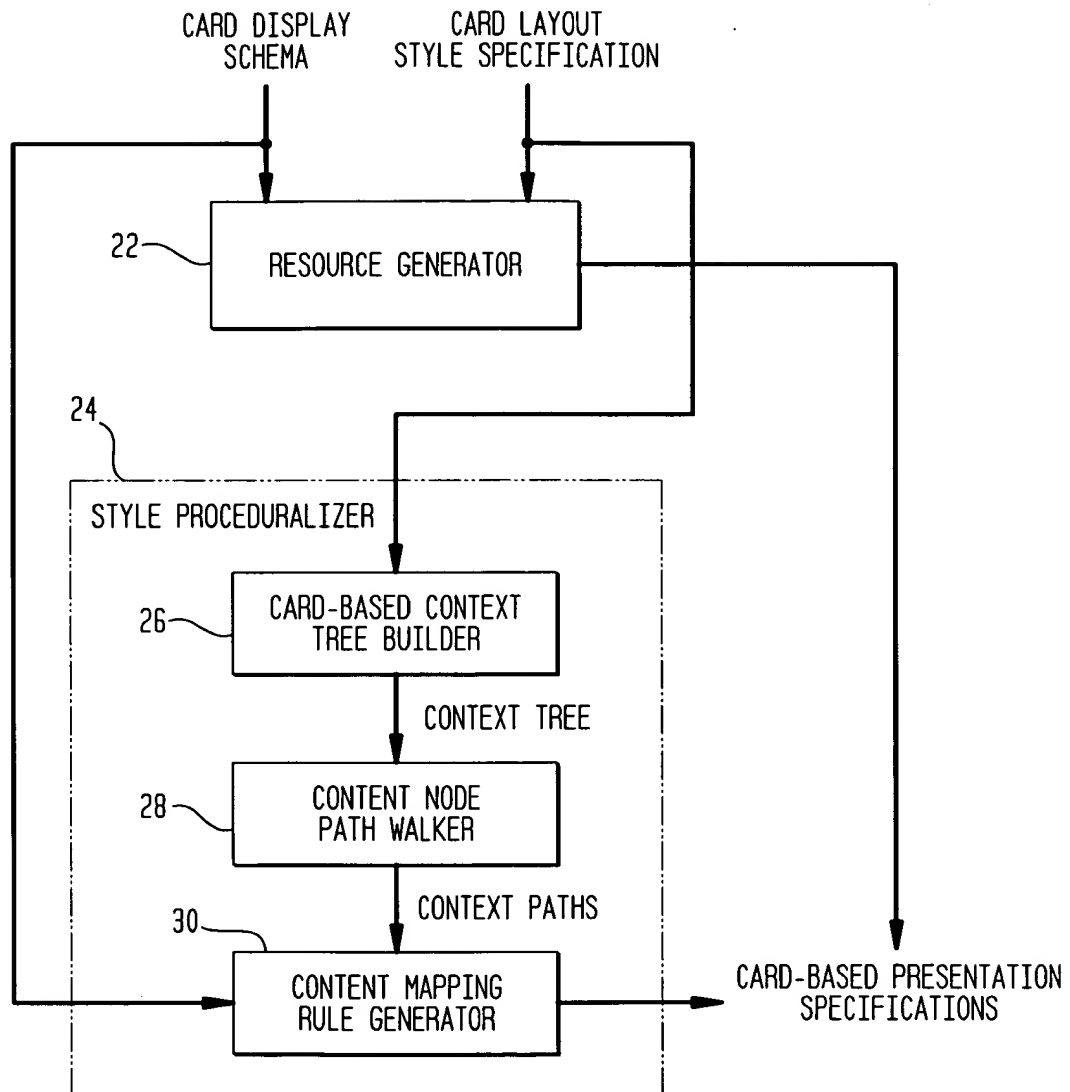 CARD DISPLAY
SCHEMA
CARD LAYOUT
STYLE SPECIFICATION
22
RESOURCE GENERATOR
24
STYLE PROCEDURALIZER
26
CARD-BASED CONTEXT
TREE BUILDER
CONTEXT TREE
28
CONTENT NODE
PATH WALKER
CONTEXT PATHS
30
CONTENT MAPPING
RULE GENERATOR
CARD-BASED PRESENTATION
SPECIFICATIONS